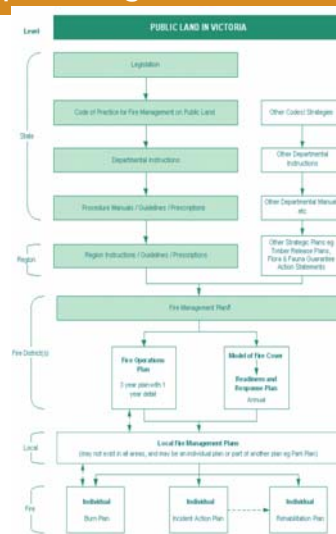 Level
PUBLIC LAND IN VICTORIA
Legislation
Code of Practice for Fire Management on Public Land
Other Codes/ Strategies
State
Departmental Instructions
Other Departmental
Instructions
Procedure Manuals / Guidelines / Prescriptions
Other Departmental Manuals
etc
Region
Region Instructions / Guidelines / Prescriptions
Other Strategic Plans eg
Timber Release Plans,
Flora & Fauna Guarantee
Action Statements
Fire Management Plan#
Fire District(s)
Fire Operations
Plan
3 year plan with 1
year detail
Model of Fire Cover
Readiness and
Response Plan
Annual
Local
Local Fire Management Plans
(may not exist in all areas, and may be an individual plan or part of another plan eg Park Plan)
Fire
Individual
Burn Plan
Individual
Incident Action Plan
Individual
Rehabilitation Plan